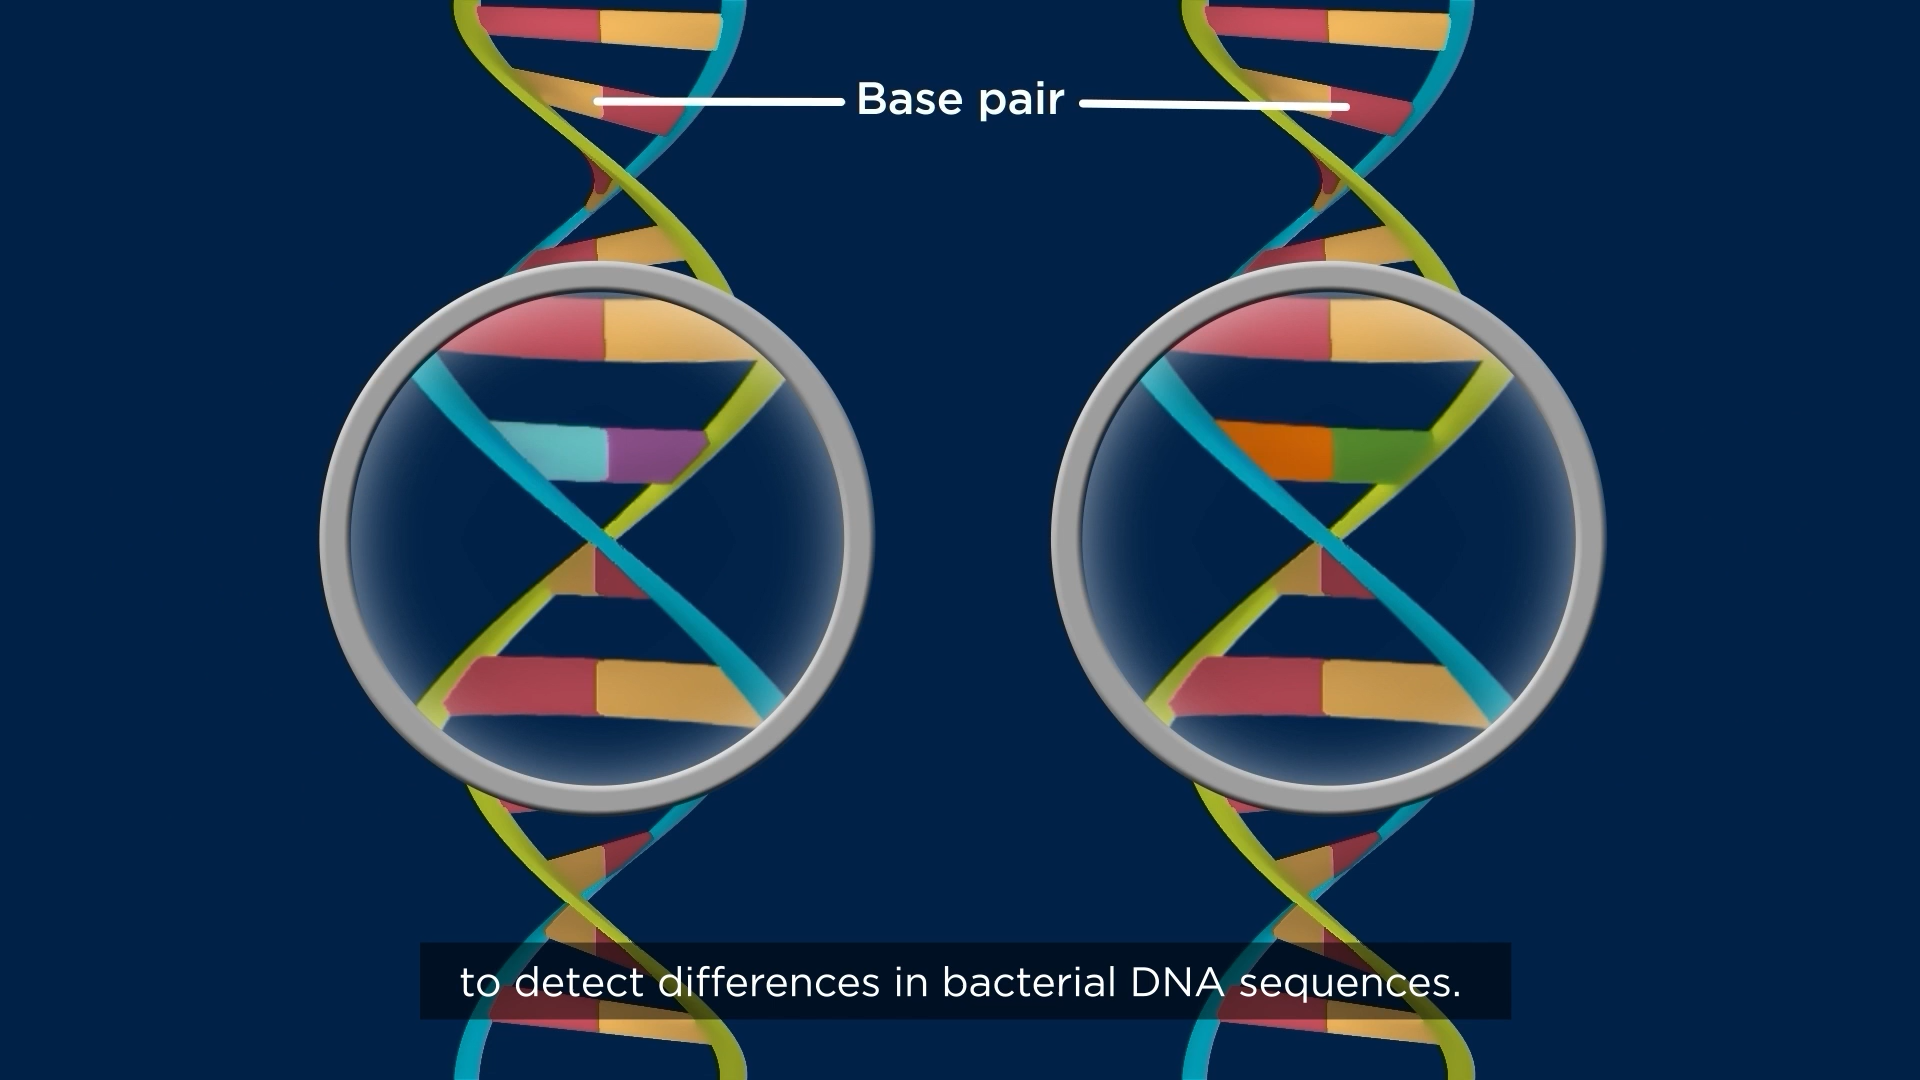 Base pair
to detect differences in bacterial DNA sequences.